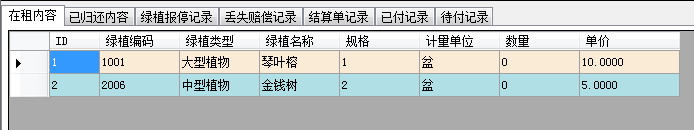 在租内容 已归还内容 绿植报停记录 丢失赔偿记录 结算单记录 已付记录 待付记录
ID 绿植编码 绿植类型 绿植名称 规格 计量单位 数量 单价
1 1001 大型植物 琴叶榕 1 盆 0 10.0000
2 2006 中型植物 金钱树 2 盆 0 5.0000